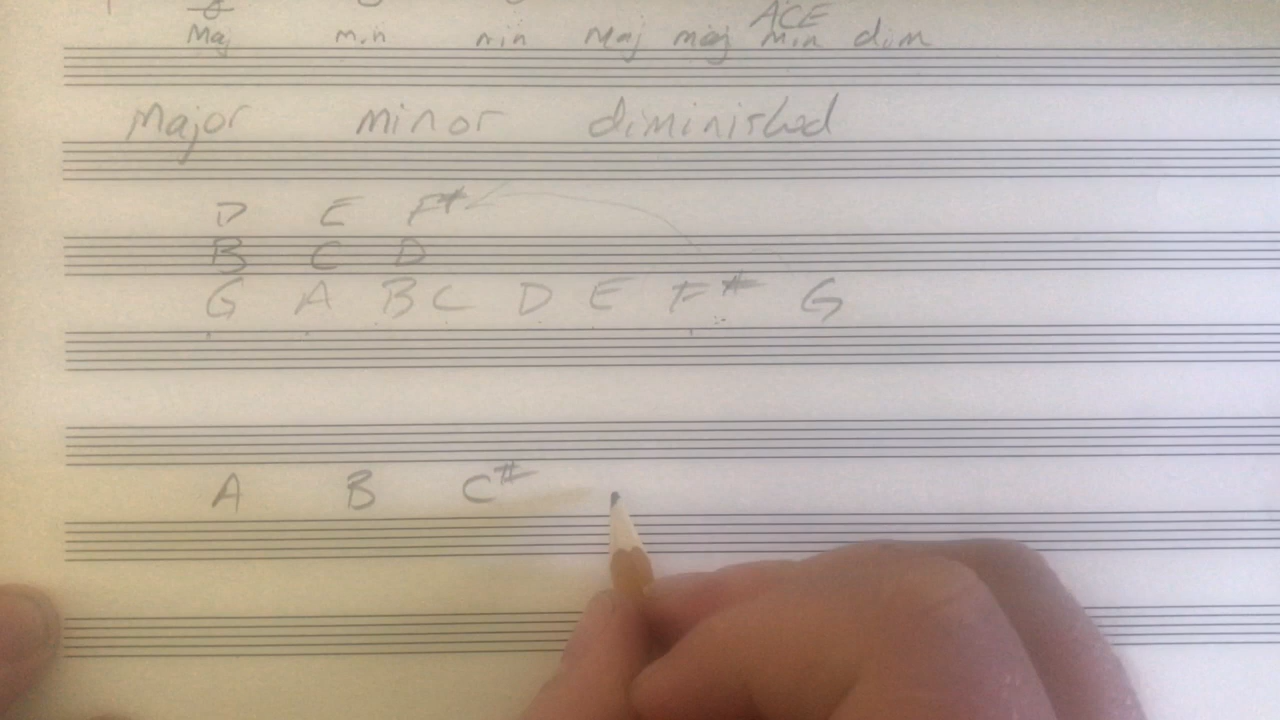 ACE
Maj min min Maj maj min dim
Major minor diminished
D E F#
B C D
G A B C D E F# G
A B C#